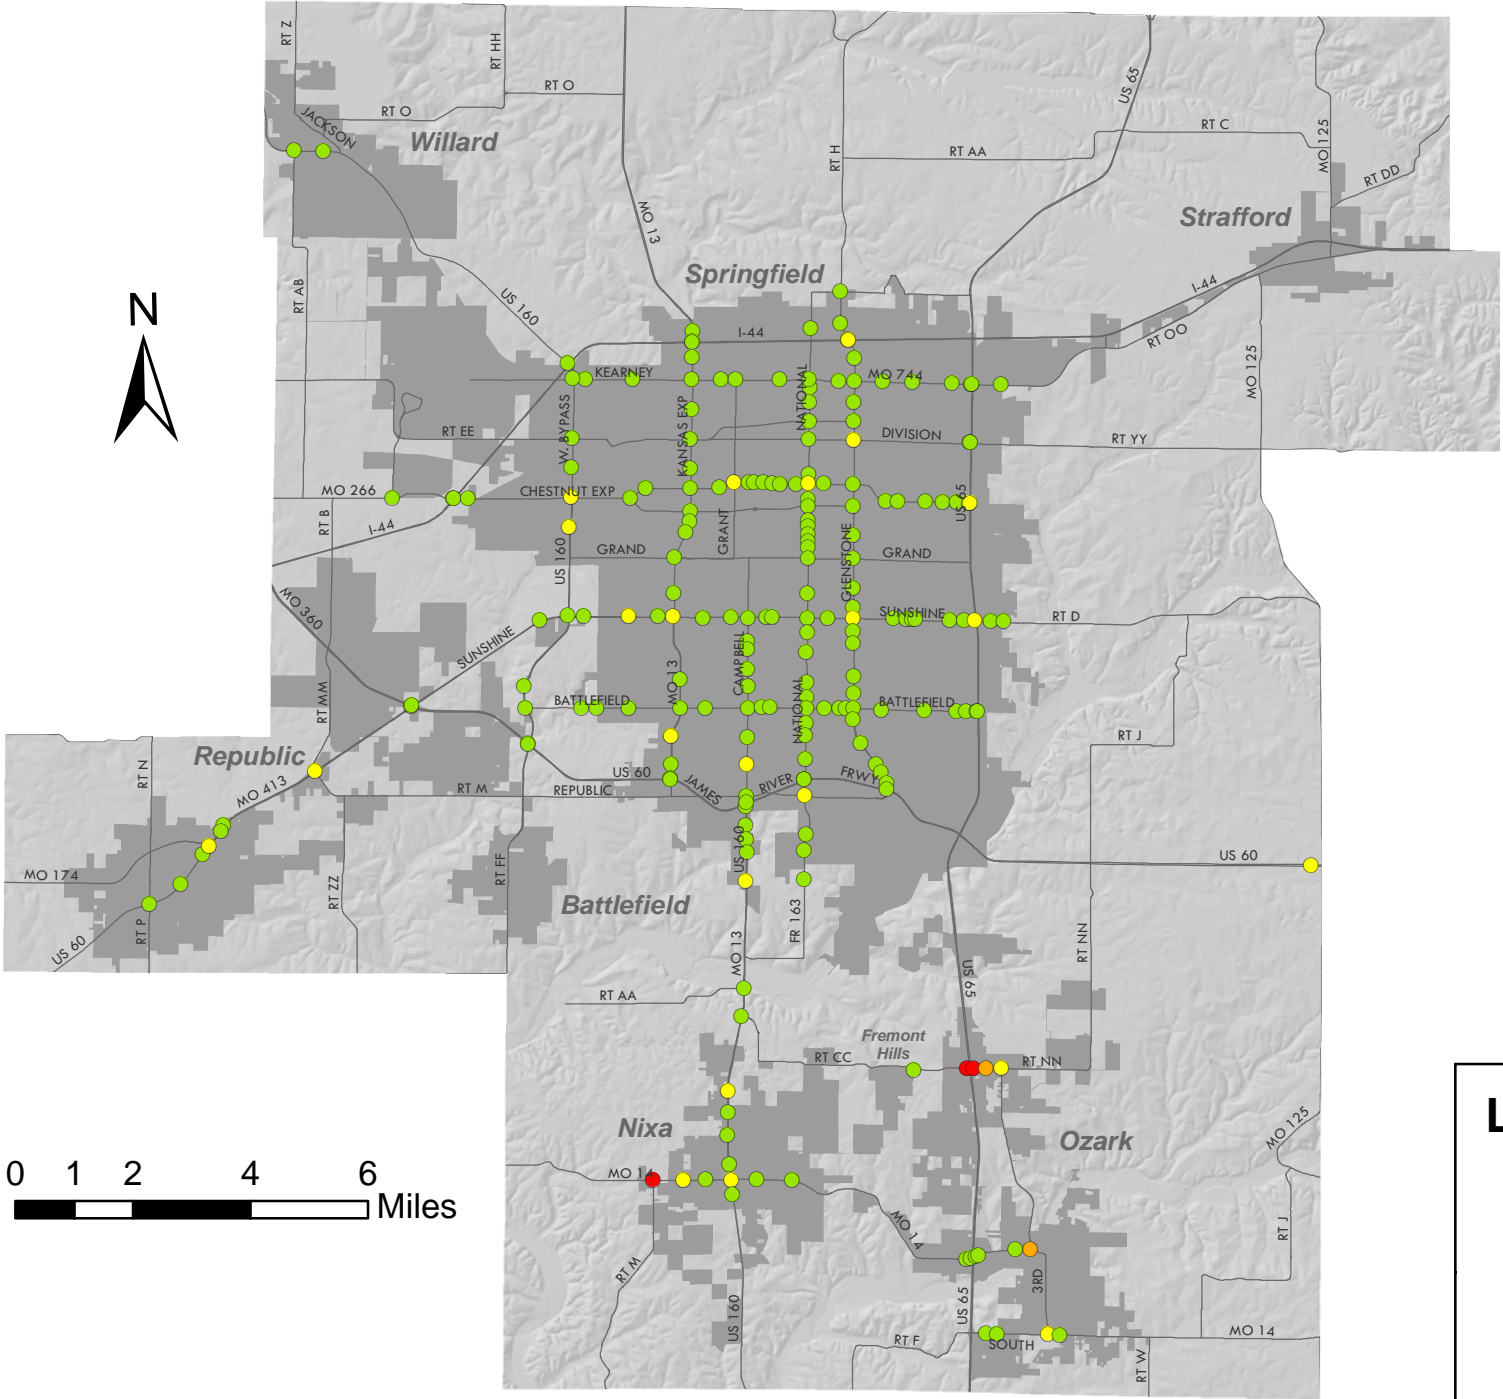 RT Z
RT HH
RT O
RT O
JACKSON
Willard
US 65
RT C
MO 125
RT AA
RT H
RT DD
MO 13
Strafford
Springfield
RT AB
US 160
I-44
I-44
RT OO
N
KEARNEY
MO 744
MO 125
W. BYPASS
KANSAS EXP
NATIONAL
RT EE
DIVISION
RT YY
MO 266
CHESTNUT EXP
US 65
RT B
I-44
GRANT
GLENSTONE
US 160
GRAND
GRAND
MO 360
SUNSHINE
RT D
SUNSHINE
CAMPBELL
MO 13
RT MM
BATTLEFIELD
BATTLEFIELD
NATIONAL
RT J
Republic
RT N
MO 413
US 60
JAMES
RIVER
FRWY
RT M
REPUBLIC
US 160
US 60
MO 174
RT ZZ
RT FF
Battlefield
RT P
US 60
FR 163
MO 13
RT NN
US 65
RT AA
Fremont
Hills
RT CC
RT NN
Nixa
Ozark
MO 125
L
0 1 2 4 6
Miles
MO 14
MO 14
RT J
RT M
3RD
US 160
US 65
RT F
SOUTH
MO 14
RT W